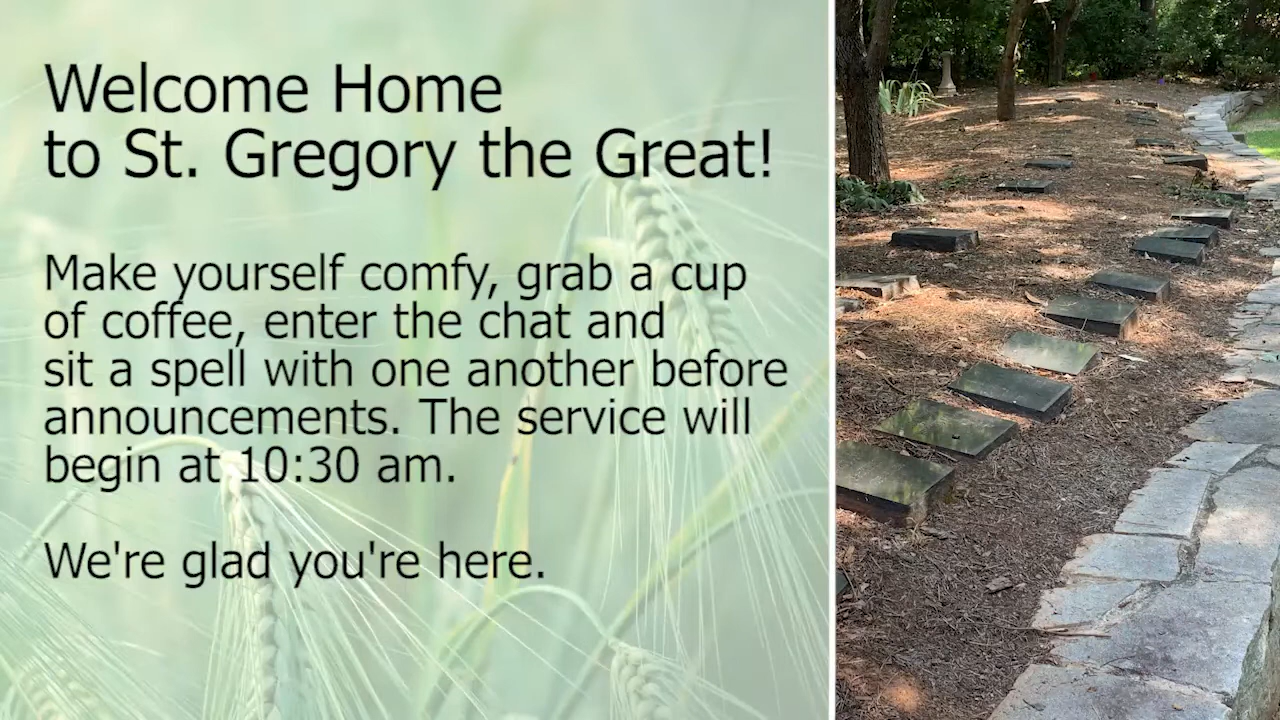 Welcome Home
to St. Gregory the Great!
Make yourself comfy, grab a cup
of coffee, enter the chat and
sit a spell with one another before
announcements. The service will
begin at 10:30 am.
We're glad you're here.